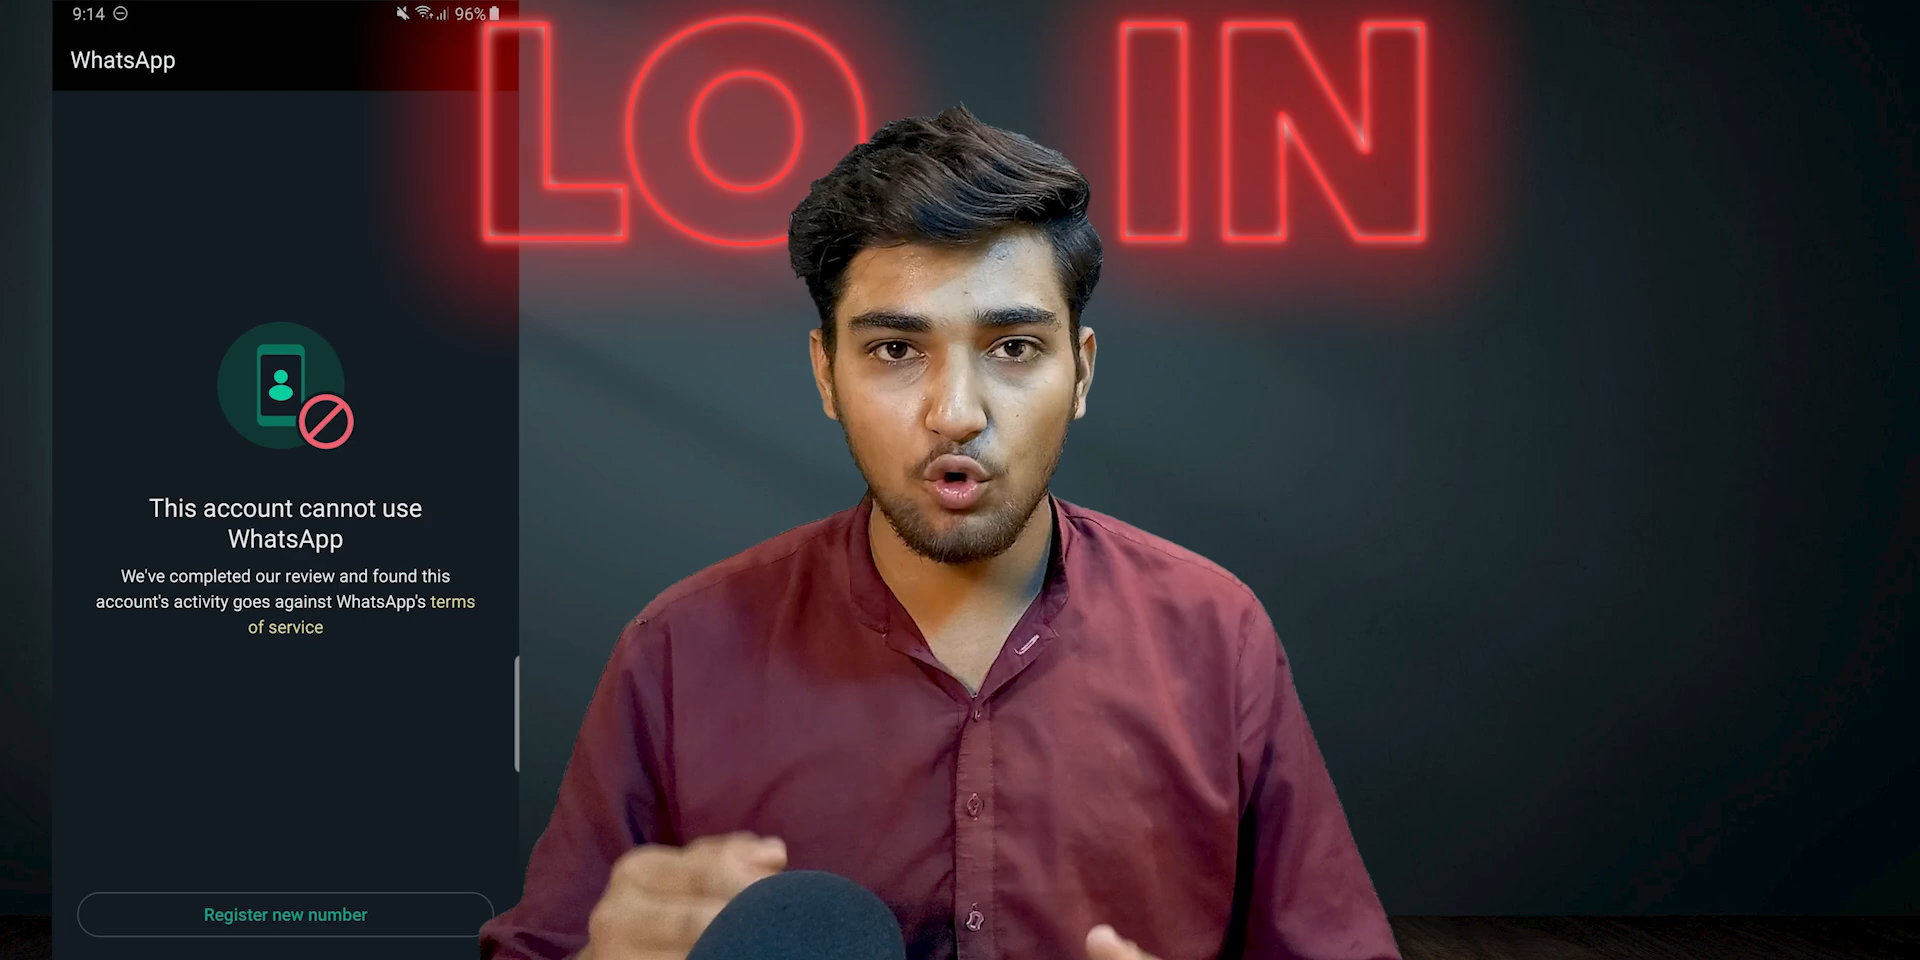 9:14
96%
WhatsApp
LO IN
This account cannot use
WhatsApp
We've completed our review and found this
account's activity goes against WhatsApp's terms
of service
Register new number